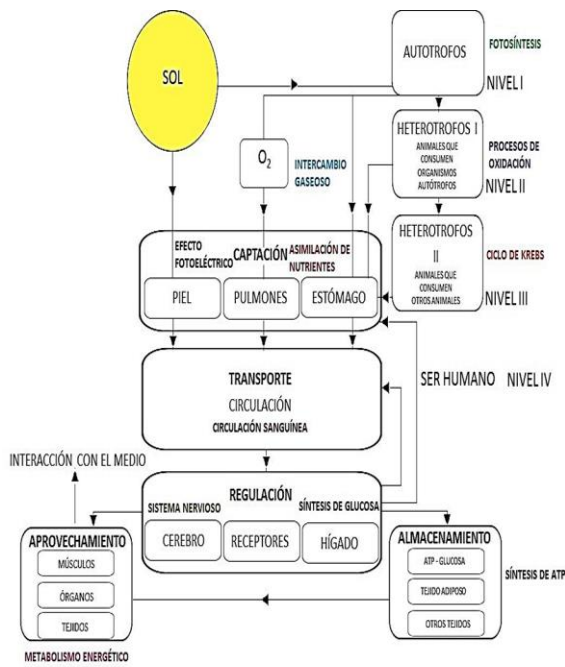 SOL
AUTOTROFOS
FOTOSÍNTESIS
NIVEL I
O2
INTERCAMBIO
GASEOSO
HETEROTROFOS I
ANIMALES QUE
CONSUMEN
ORGANISMOS
AUTÓTROFOS
PROCESOS DE
OXIDACIÓN
NIVEL II
HETEROTROFOS
II
ANIMALES QUE
CONSUMEN
OTROS ANIMALES
CICLO DE KREBS
NIVEL III
EFECTO
FOTOELÉCTRICO
CAPTACIÓN
ASIMILACIÓN DE
NUTRIENTES
PIEL
PULMONES
ESTÓMAGO
TRANSPORTE
CIRCULACIÓN
CIRCULACIÓN SANGUÍNEA
SER HUMANO NIVEL IV
INTERACCIÓN CON EL MEDIO
REGULACIÓN
SISTEMA NERVIOSO
SÍNTESIS DE GLUCOSA
CEREBRO
RECEPTORES
HÍGADO
APROVECHAMIENTO
MÚSCULOS
ÓRGANOS
TEJIDOS
METABOLISMO ENERGÉTICO
ALMACENAMIENTO
ATP - GLUCOSA
TEJIDO ADIPOSO
OTROS TEJIDOS
SÍNTESIS DE ATP